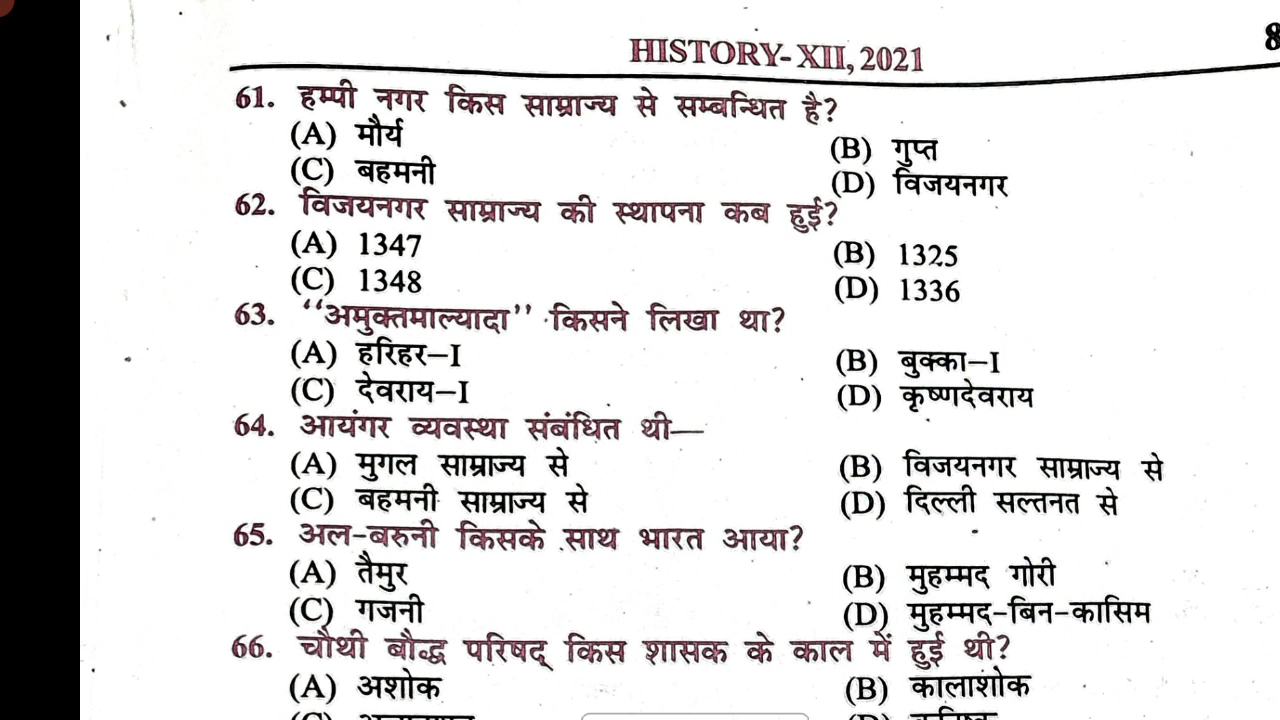 8
HISTORY-XII, 2021
61. हम्पी नगर किस साम्राज्य से सम्बन्धित है?
(A) मौर्य (B) गुप्त
(C) बहमनी (D) विजयनगर
62. विजयनगर साम्राज्य की स्थापना कब हुई?
(A) 1347 (B) 1325
(C) 1348 (D) 1336
63. “अमुक्तमाल्यादा” किसने लिखा था?
(A) हरिहर–I (B) बुक्का–I
(C) देवराय–I (D) कृष्णदेवराय
64. आयंगर व्यवस्था संबंधित थी—
(A) मुगल साम्राज्य से (B) विजयनगर साम्राज्य से
(C) बहमनी साम्राज्य से (D) दिल्ली सल्तनत से
65. अल-बरुनी किसके साथ भारत आया?
(A) तैमुर (B) मुहम्मद गोरी
(C) गजनी (D) मुहम्मद-बिन-कासिम
66. चौथी बौद्ध परिषद् किस शासक के काल में हुई थी?
(A) अशोक (B) कालाशोक
(C) (D)